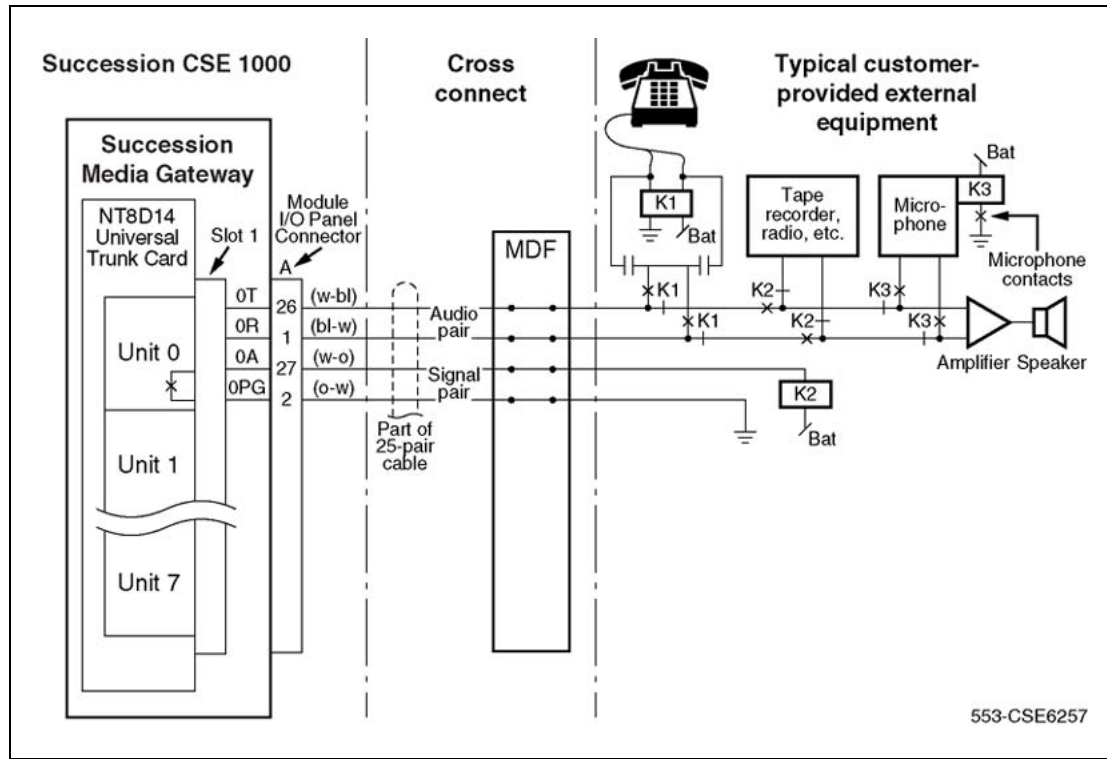 Succession CSE 1000
Cross
connect
Typical customer-
provided external
equipment
Succession
Media Gateway
NT8D14
Universal
Trunk Card
Slot 1
Module
I/O Panel
Connector
A
Unit 0
Unit 1
Unit 7
0T
0R
0A
0PG
26
1
27
2
(w-bl)
(bl-w)
(w-o)
(o-w)
Audio
pair
Signal
pair
Part of
25-pair
cable
MDF
K1
Bat
K1
K1
Tape
recorder,
radio, etc.
K2
K2
K2
Bat
Micro-
phone
K3
Bat
Microphone
contacts
K3
K3
Amplifier
Speaker
553-CSE6257